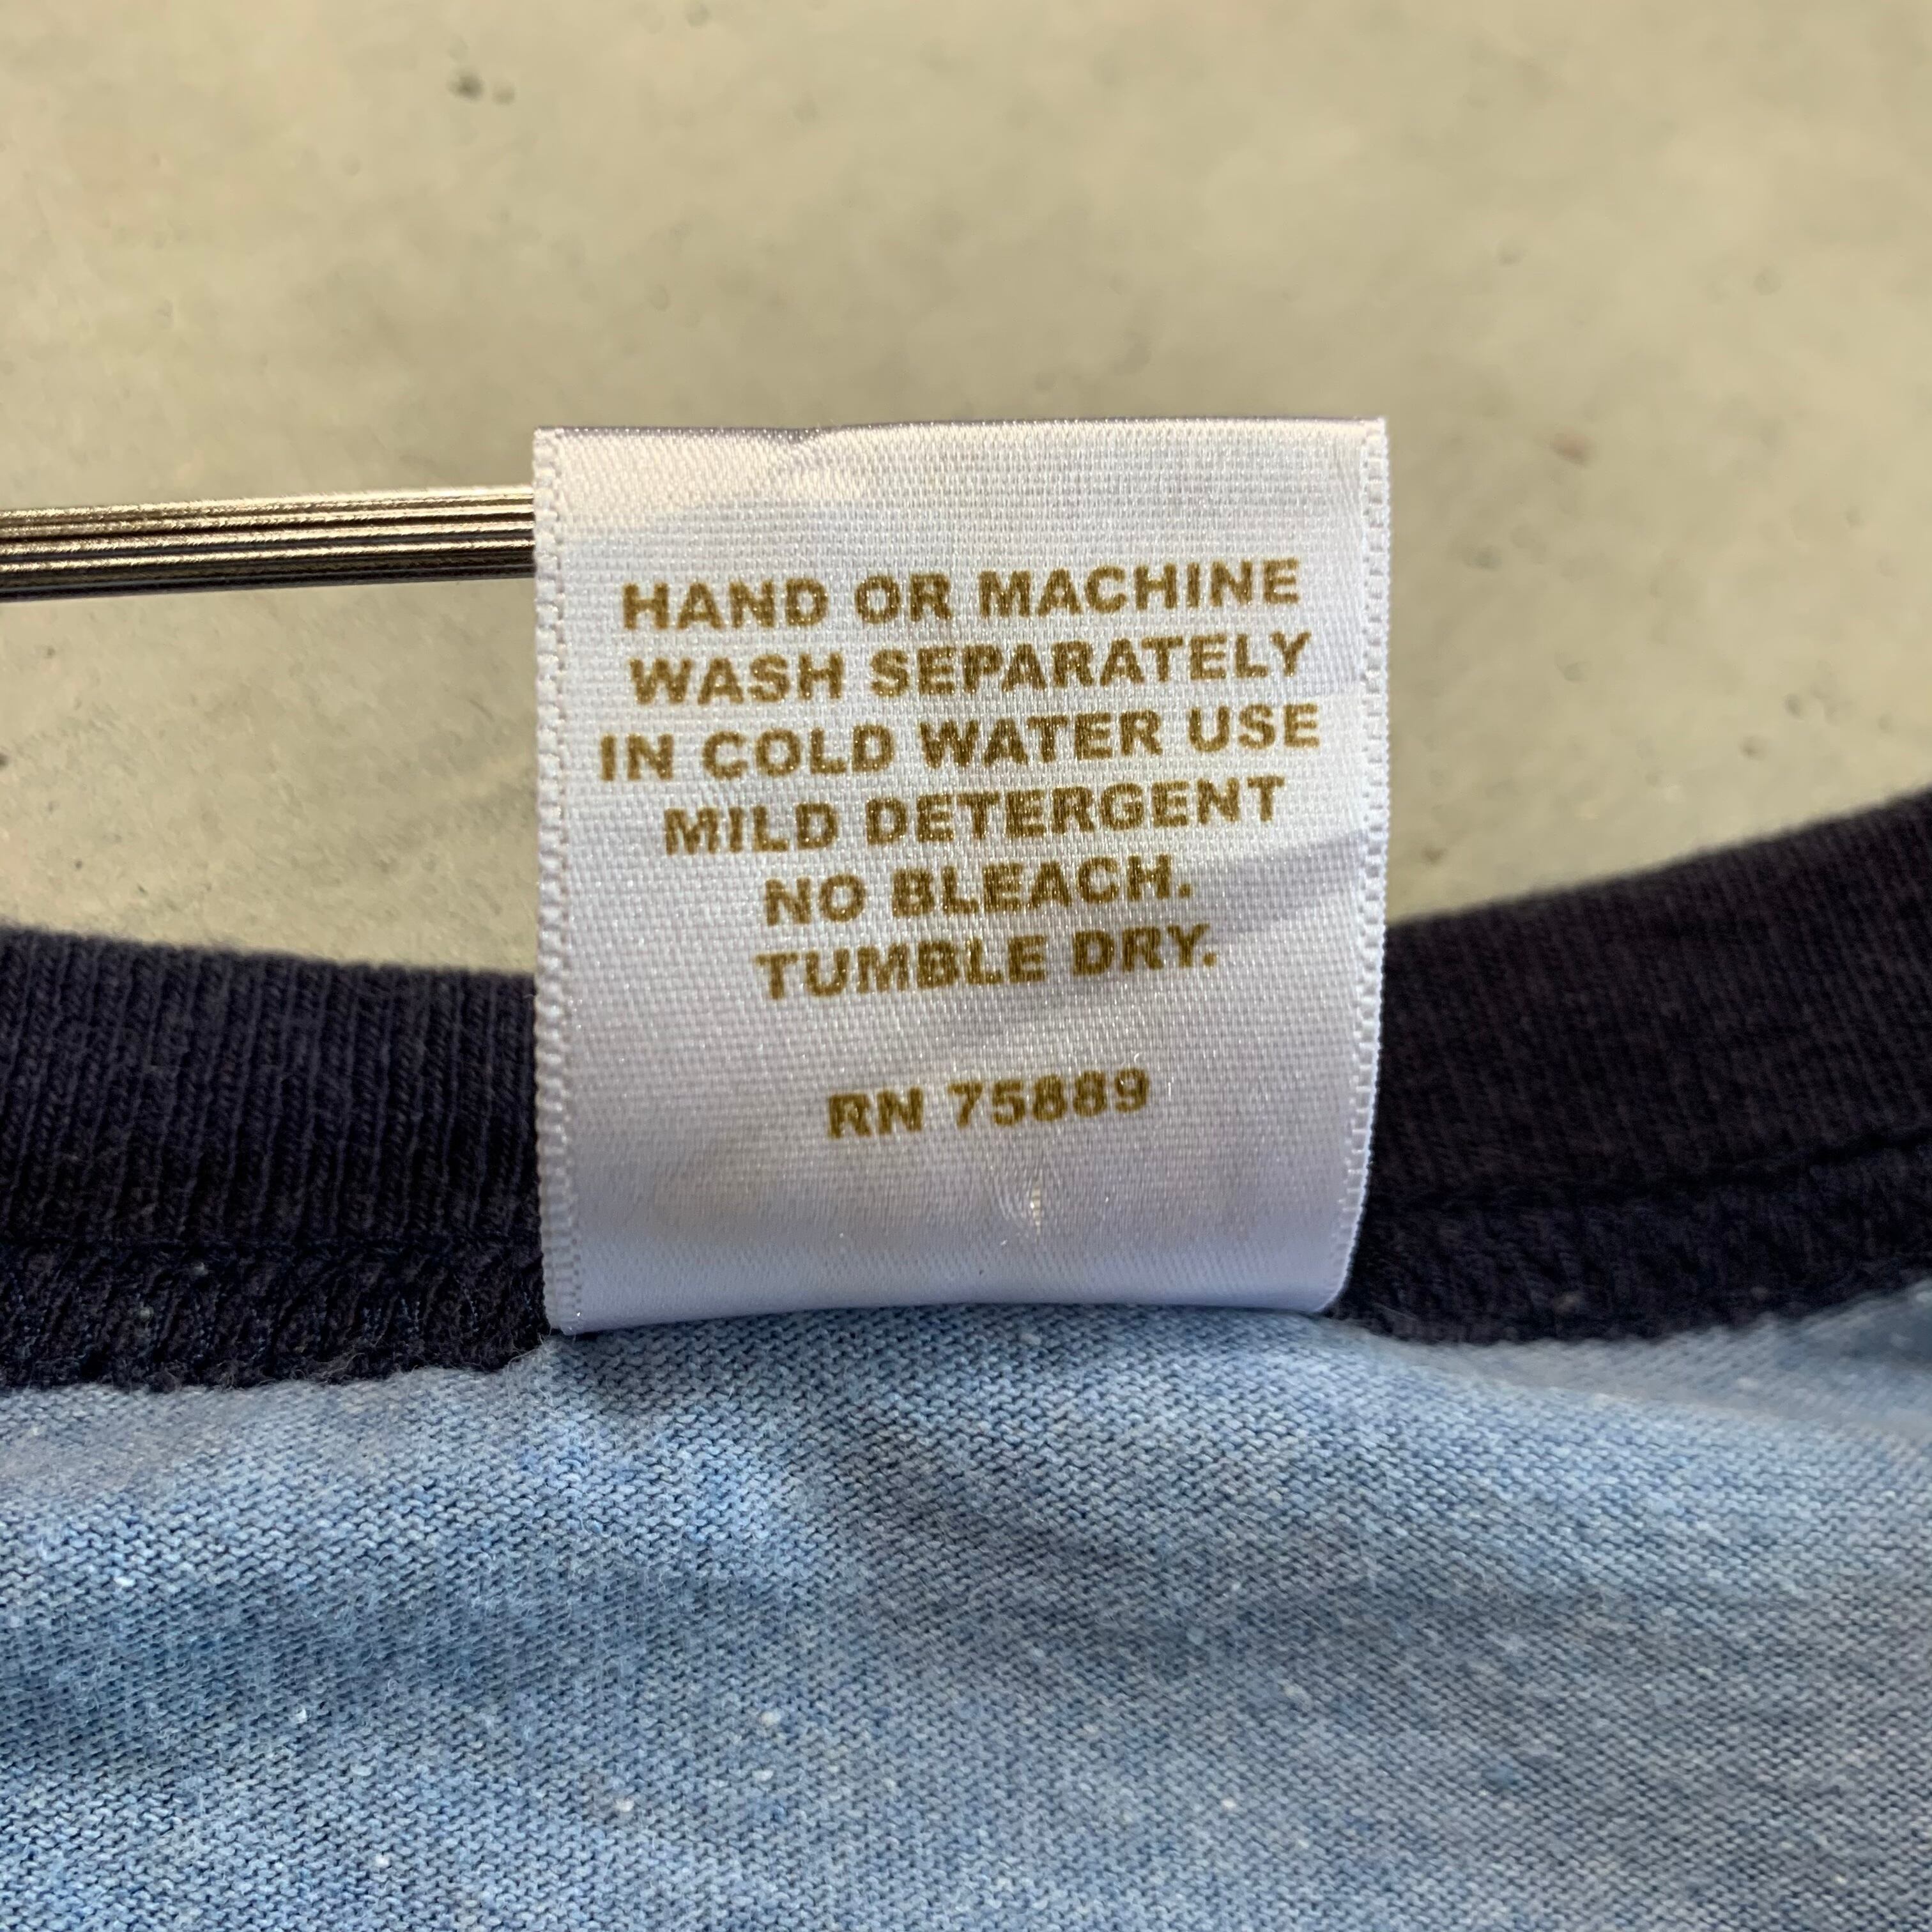 HAND OR MACHINE
WASH SEPARATELY
IN COLD WATER USE
MILD DETERGENT
NO BLEACH.
TUMBLE DRY.
RN 75889